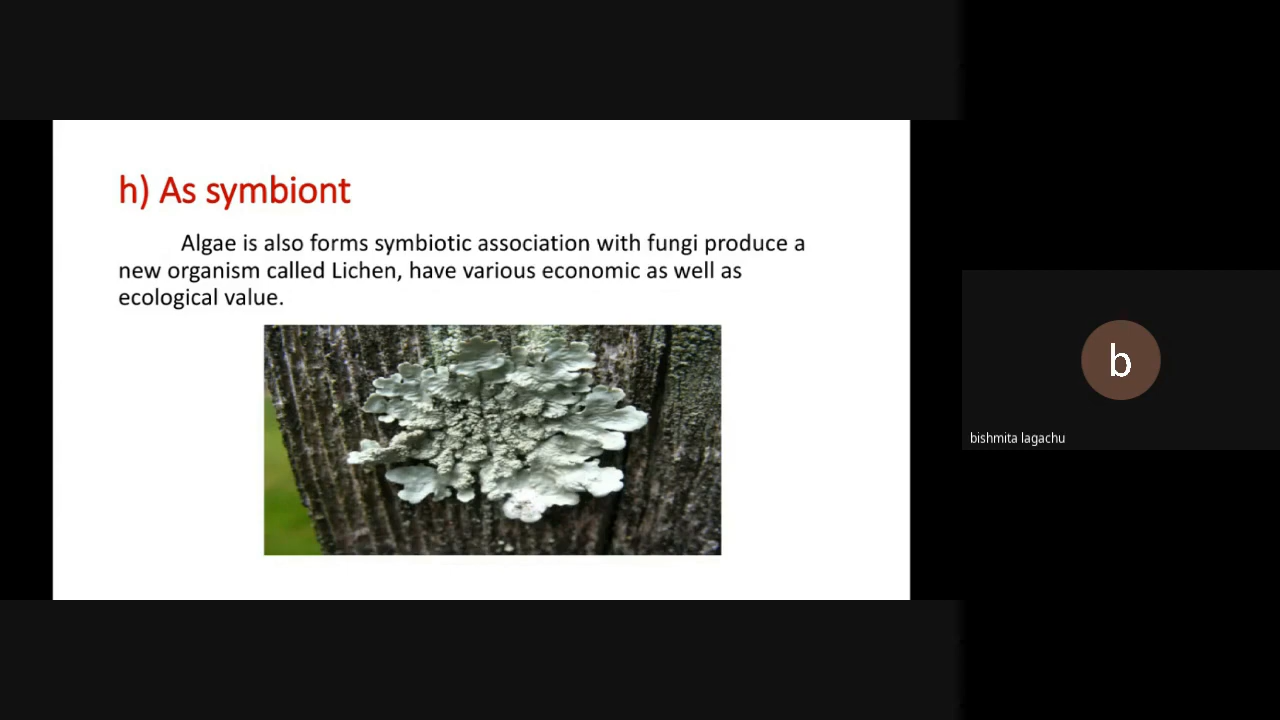 h) As symbiont
Algae is also forms symbiotic association with fungi produce a
new organism called Lichen, have various economic as well as
ecological value.
b
bishmita lagachu